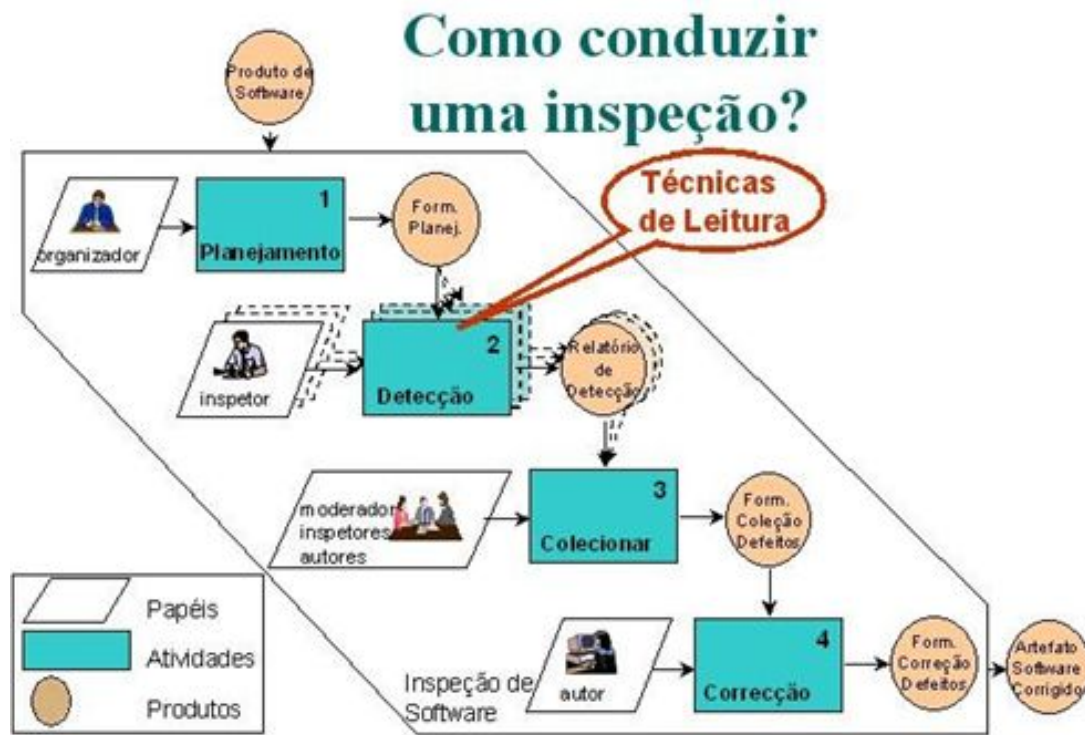 Como conduzir
uma inspeção?
Produto de
Software
Técnicas
de Leitura
organizador
1
Planejamento
Form.
Planej.
inspetor
2
Detecção
Relatório
de
Detecção
moderador
inspetores
autores
3
Colecionar
Form.
Coleção
Defeitos
autor
4
Correcção
Form.
Correção
Defeitos
Artefato
Software
Corrigido
Inspeção de
Software
Papéis
Atividades
Produtos